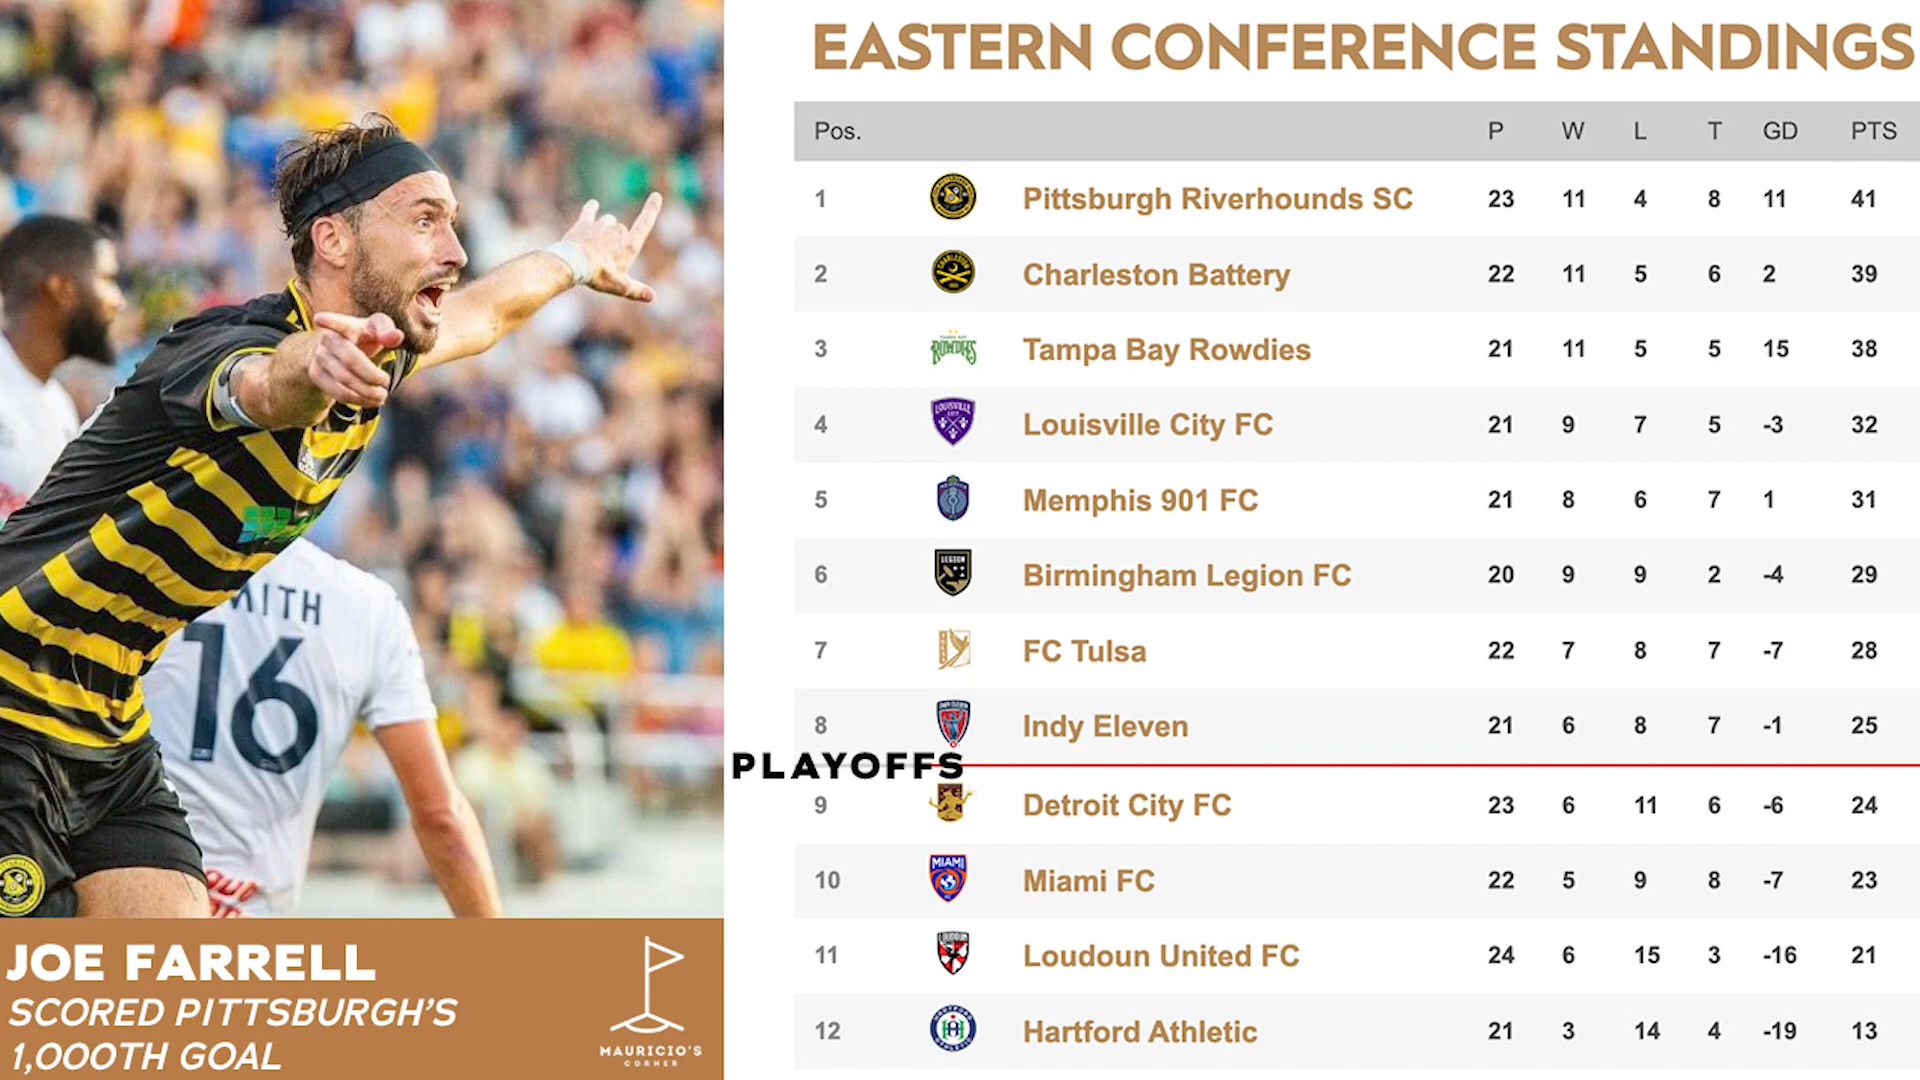 EASTERN CONFERENCE STANDINGS
Pos. P W L T GD PTS
1 Pittsburgh Riverhounds SC 23 11 4 8 11 41
2 Charleston Battery 22 11 5 6 2 39
3 Tampa Bay Rowdies 21 11 5 5 15 38
4 Louisville City FC 21 9 7 5 -3 32
5 Memphis 901 FC 21 8 6 7 1 31
6 Birmingham Legion FC 20 9 9 2 -4 29
7 FC Tulsa 22 7 8 7 -7 28
8 Indy Eleven 21 6 8 7 -1 25
PLAYOFFS
9 Detroit City FC 23 6 11 6 -6 24
10 Miami FC 22 5 9 8 -7 23
11 Loudoun United FC 24 6 15 3 -16 21
12 Hartford Athletic 21 3 14 4 -19 13
16
JOE FARRELL
SCORED PITTSBURGH'S
1,000TH GOAL
MAURICIO'S
CORNER
ROWDIES
LOUISVILLE
LEGION
MIAMI